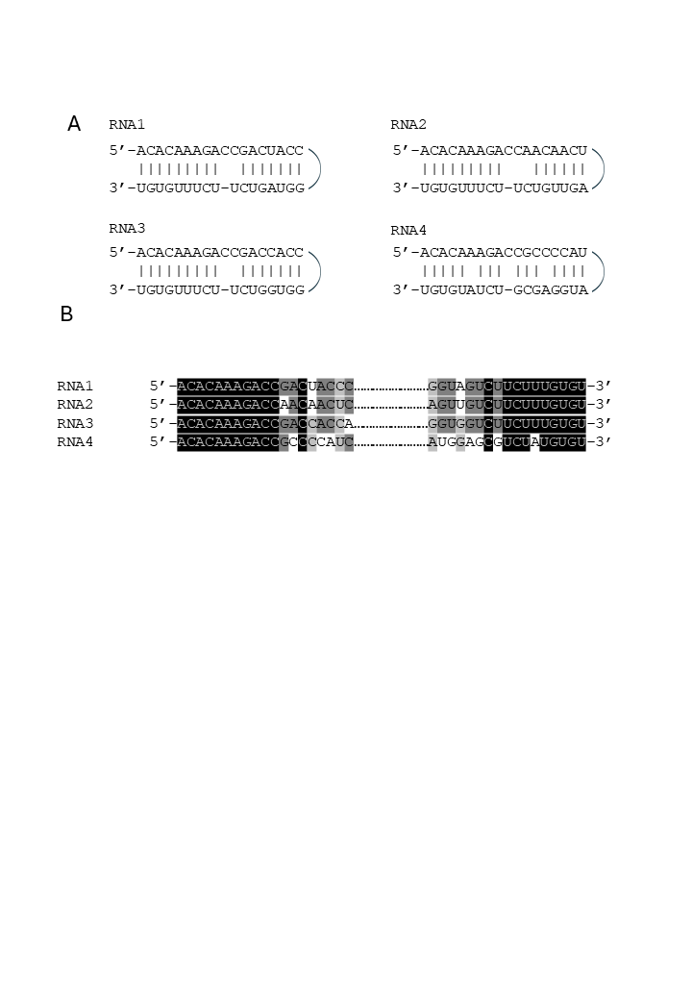 A RNA1 RNA2
5’-ACACAAAGACCGACUACC 5’-ACACAAAGACCAACAACU
||||||||| ||||||| ||||||||| ||||||
3’-UGUGUUUCU-UCUGAUGG 3’-UGUGUUUCU-UCUGUUGA
RNA3 RNA4
5’-ACACAAAGACCGACCACC 5’-ACACAAAGACCGCCCCAU
||||||||| ||||||| ||||| ||| |||| ||||
3’-UGUGUUUCU-UCUGGUGG 3’-UGUGUAUCU-GCGAGGUA
B
RNA1 5’-ACACAAAGACCGACUACCC........................GGUAGUCUUCUUUGUGU-3’
RNA2 5’-ACACAAAGACCAACAACUC........................AGUUGUCUUCUUUGUGU-3’
RNA3 5’-ACACAAAGACCGACCACCA........................GGUGGUCUUCUUUGUGU-3’
RNA4 5’-ACACAAAGACCGCCCCAUC........................AUGGAGCGUCUAUGUGU-3’